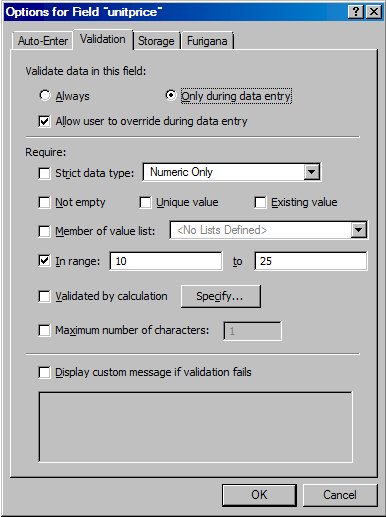 Options for Field "unitprice"
Auto-Enter Validation Storage Furigana
Validate data in this field:
Always Only during data entry
Allow user to override during data entry
Require:
Strict data type: Numeric Only
Not empty Unique value Existing value
Member of value list: <No Lists Defined>
In range: 10 to 25
Validated by calculation Specify...
Maximum number of characters: 1
Display custom message if validation fails
OK Cancel